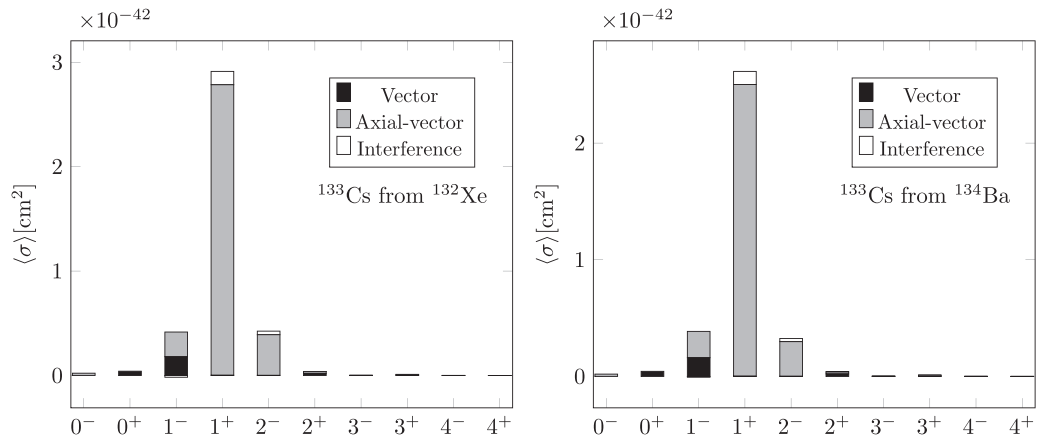 ×10⁻⁴²
3
2
1
0
⟨σ⟩[cm²]
Vector
Axial-vector
Interference
¹³³Cs from ¹³²Xe
0⁻ 0⁺ 1⁻ 1⁺ 2⁻ 2⁺ 3⁻ 3⁺ 4⁻ 4⁺
×10⁻⁴²
2
1
0
⟨σ⟩[cm²]
Vector
Axial-vector
Interference
¹³³Cs from ¹³⁴Ba
0⁻ 0⁺ 1⁻ 1⁺ 2⁻ 2⁺ 3⁻ 3⁺ 4⁻ 4⁺